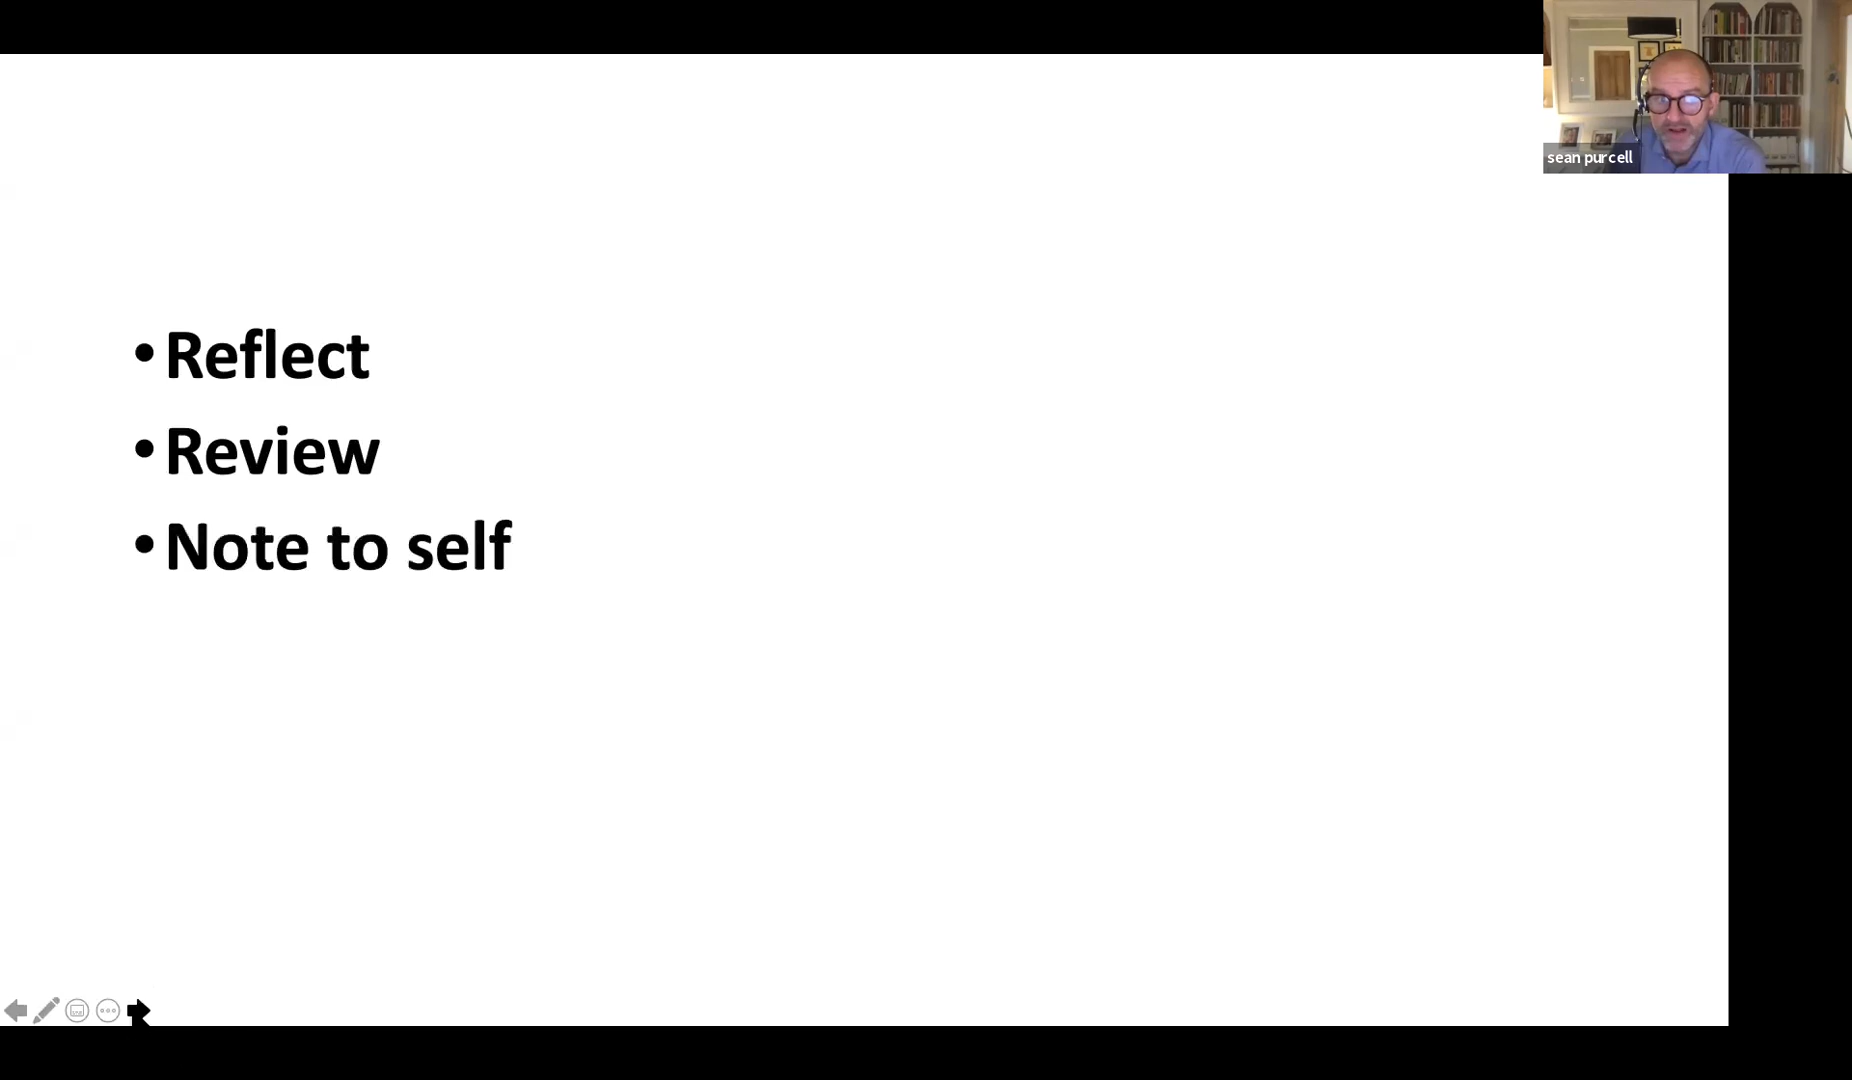 sean purcell
• Reflect
• Review
• Note to self